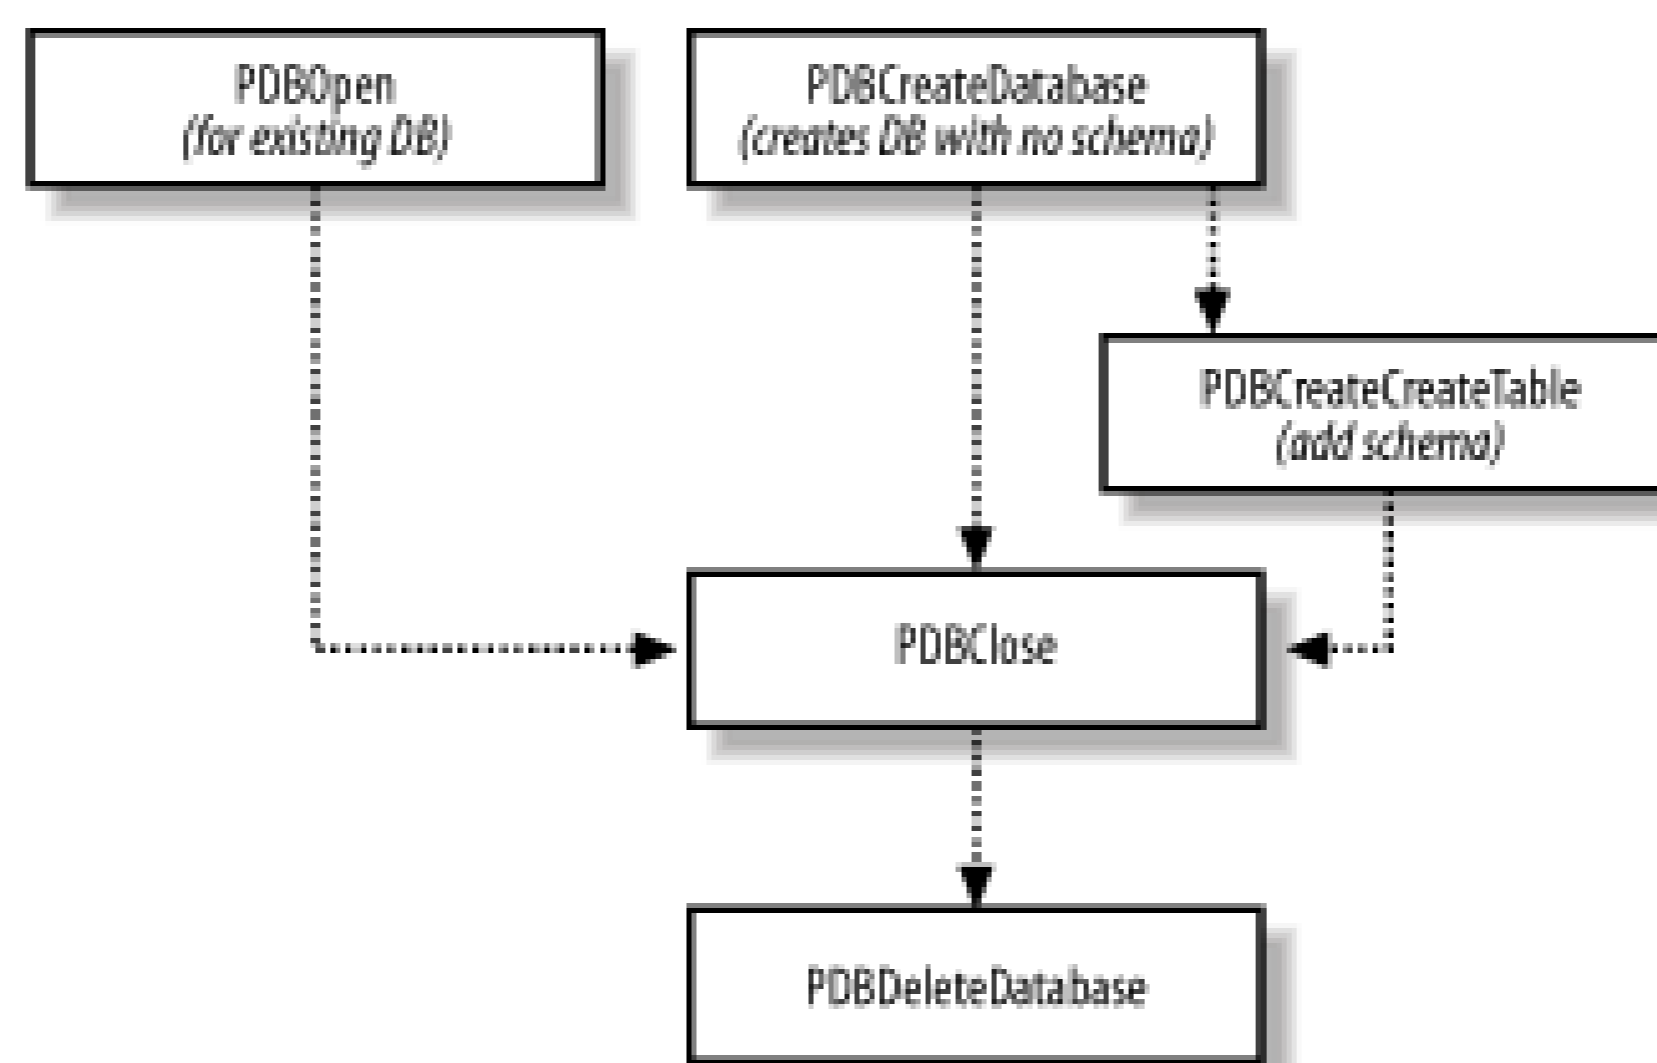 PDBOpen
(for existing DB)
PDBCreateDatabase
(creates DB with no schema)
PDBCreateCreateTable
(add schema)
PDBClose
PDBDeleteDatabase